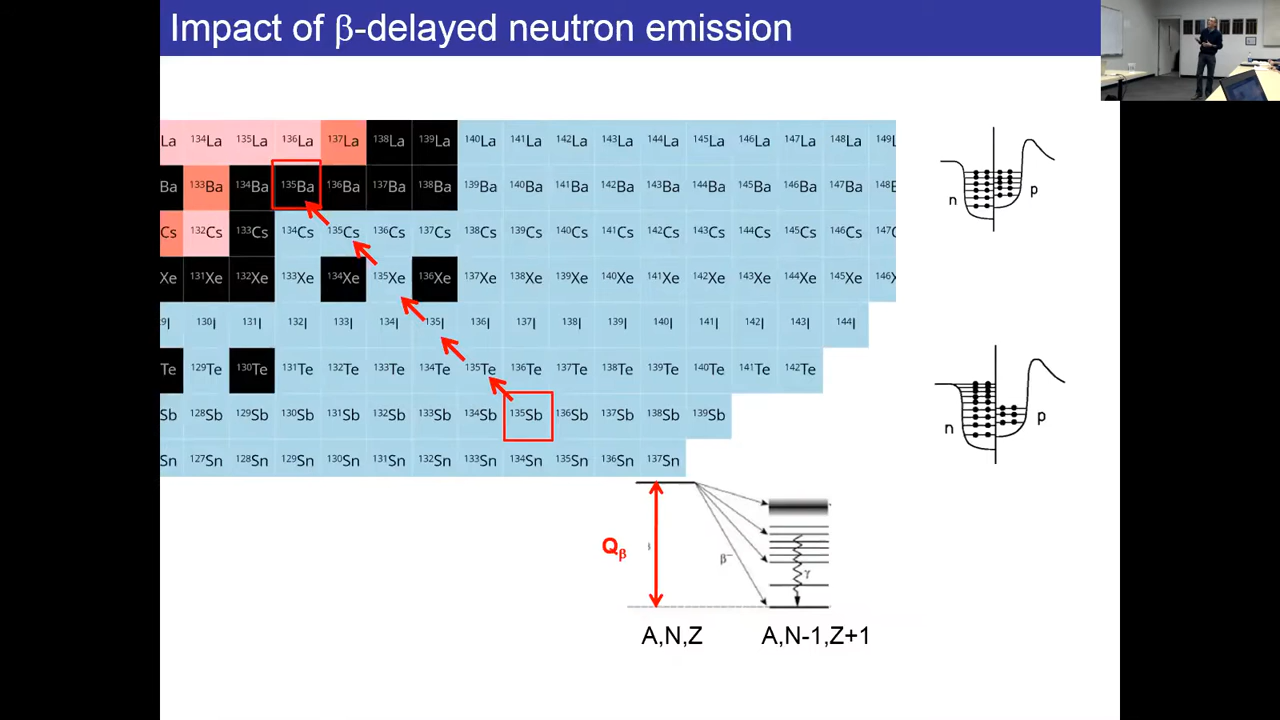 Impact of β-delayed neutron emission
La ¹³⁴La ¹³⁵La ¹³⁶La ¹³⁷La ¹³⁸La ¹³⁹La ¹⁴⁰La ¹⁴¹La ¹⁴²La ¹⁴³La ¹⁴⁴La ¹⁴⁵La ¹⁴⁶La ¹⁴⁷La ¹⁴⁸La ¹⁴⁹L
Ba ¹³³Ba ¹³⁴Ba ¹³⁵Ba ¹³⁶Ba ¹³⁷Ba ¹³⁸Ba ¹³⁹Ba ¹⁴⁰Ba ¹⁴¹Ba ¹⁴²Ba ¹⁴³Ba ¹⁴⁴Ba ¹⁴⁵Ba ¹⁴⁶Ba ¹⁴⁷Ba ¹⁴⁸B
Cs ¹³²Cs ¹³³Cs ¹³⁴Cs ¹³⁵Cs ¹³⁶Cs ¹³⁷Cs ¹³⁸Cs ¹³⁹Cs ¹⁴⁰Cs ¹⁴¹Cs ¹⁴²Cs ¹⁴³Cs ¹⁴⁴Cs ¹⁴⁵Cs ¹⁴⁶Cs ¹⁴⁷C
Xe ¹³¹Xe ¹³²Xe ¹³³Xe ¹³⁴Xe ¹³⁵Xe ¹³⁶Xe ¹³⁷Xe ¹³⁸Xe ¹³⁹Xe ¹⁴⁰Xe ¹⁴¹Xe ¹⁴²Xe ¹⁴³Xe ¹⁴⁴Xe ¹⁴⁵Xe ¹⁴⁶X
²⁹I ¹³⁰I ¹³¹I ¹³²I ¹³³I ¹³⁴I ¹³⁵I ¹³⁶I ¹³⁷I ¹³⁸I ¹³⁹I ¹⁴⁰I ¹⁴¹I ¹⁴²I ¹⁴³I ¹⁴⁴I
Te ¹²⁹Te ¹³⁰Te ¹³¹Te ¹³²Te ¹³³Te ¹³⁴Te ¹³⁵Te ¹³⁶Te ¹³⁷Te ¹³⁸Te ¹³⁹Te ¹⁴⁰Te ¹⁴¹Te ¹⁴²Te
Sb ¹²⁸Sb ¹²⁹Sb ¹³⁰Sb ¹³¹Sb ¹³²Sb ¹³³Sb ¹³⁴Sb ¹³⁵Sb ¹³⁶Sb ¹³⁷Sb ¹³⁸Sb ¹³⁹Sb
Sn ¹²⁷Sn ¹²⁸Sn ¹²⁹Sn ¹³⁰Sn ¹³¹Sn ¹³²Sn ¹³³Sn ¹³⁴Sn ¹³⁵Sn ¹³⁶Sn ¹³⁷Sn
n p
n p
Qβ
β⁻
γ
A,N,Z A,N-1,Z+1